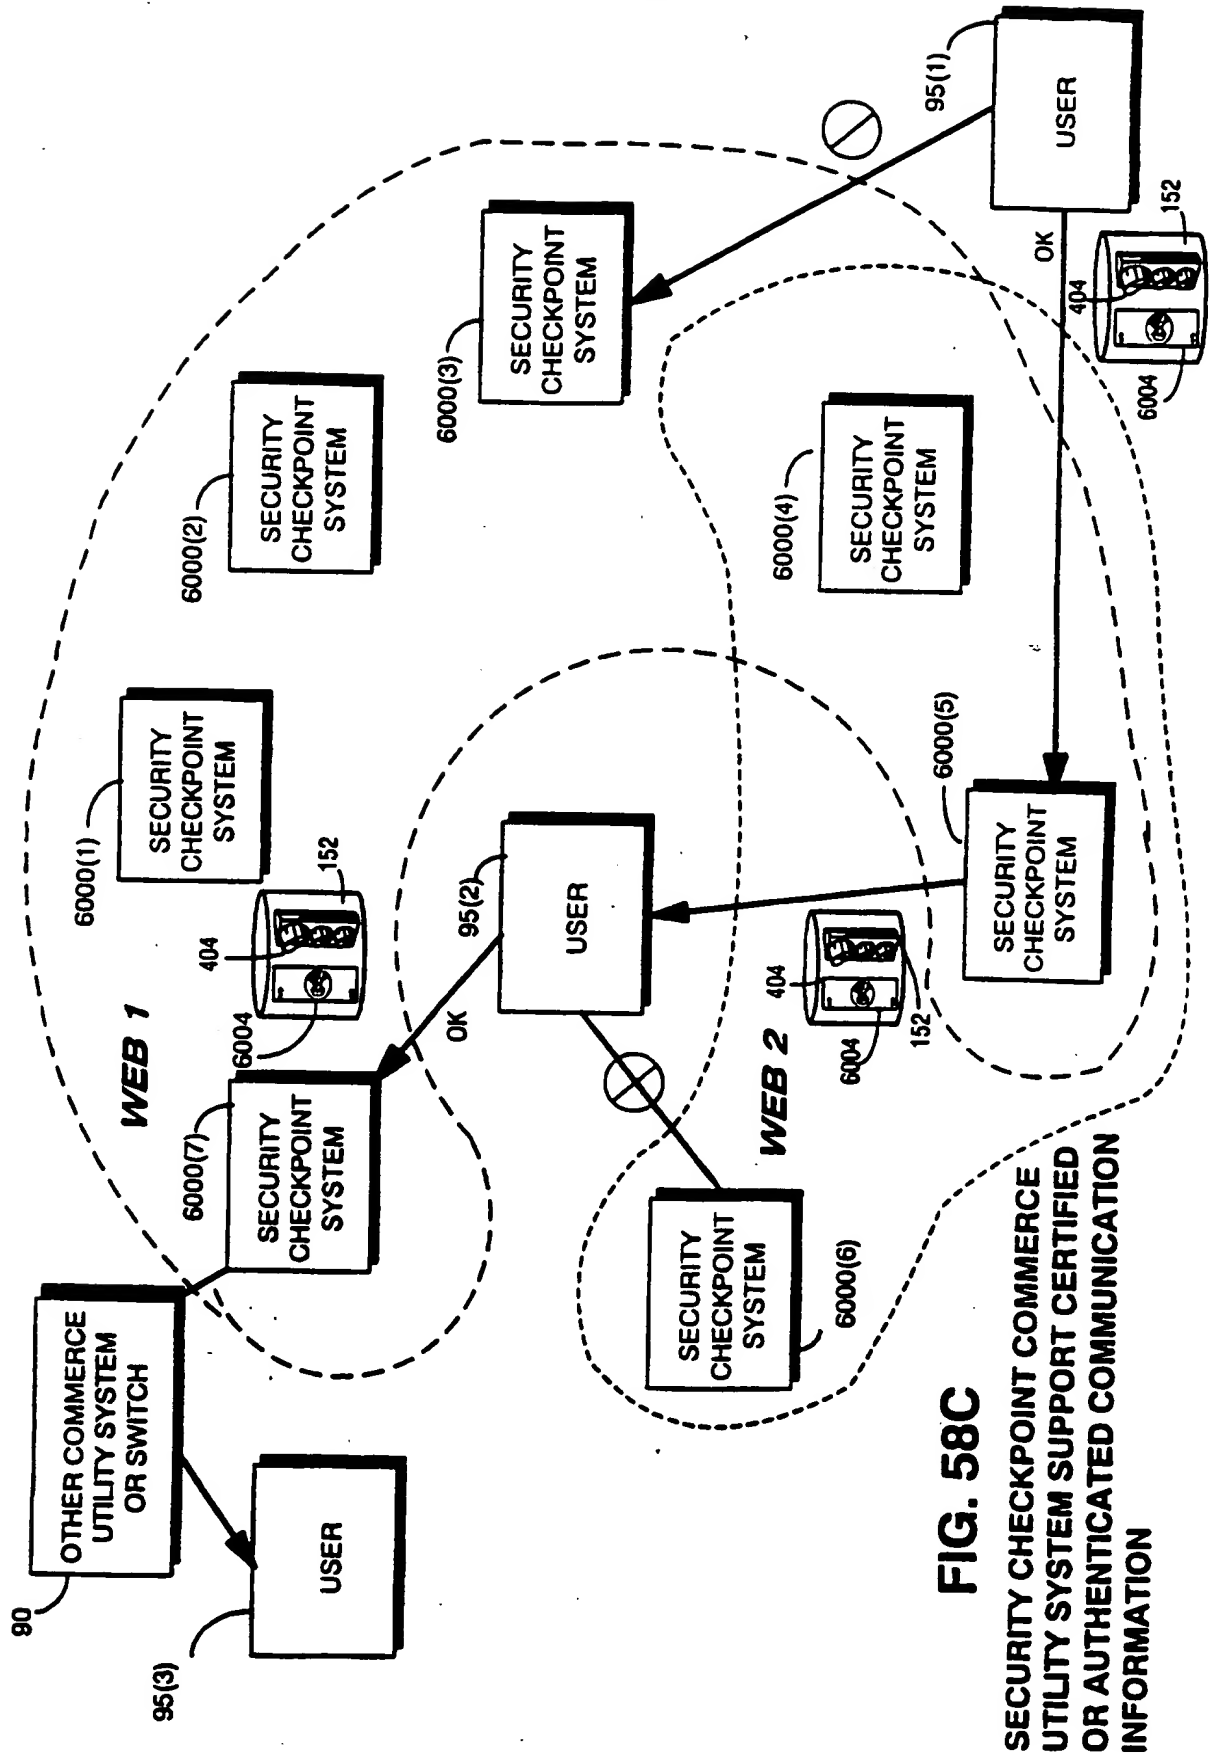 90
OTHER COMMERCE
UTILITY SYSTEM
OR SWITCH
95(3)
USER
6000(7)
SECURITY
CHECKPOINT
SYSTEM
WEB 1
6004
404
152
6000(1)
SECURITY
CHECKPOINT
SYSTEM
6000(2)
SECURITY
CHECKPOINT
SYSTEM
6000(3)
SECURITY
CHECKPOINT
SYSTEM
95(1)
USER
OK
95(2)
USER
OK
404
152
6004
6000(4)
SECURITY
CHECKPOINT
SYSTEM
6000(5)
SECURITY
CHECKPOINT
SYSTEM
WEB 2
404
6004
152
SECURITY
CHECKPOINT
SYSTEM
6000(6)
FIG. 58C
SECURITY CHECKPOINT COMMERCE
UTILITY SYSTEM SUPPORT CERTIFIED
OR AUTHENTICATED COMMUNICATION
INFORMATION